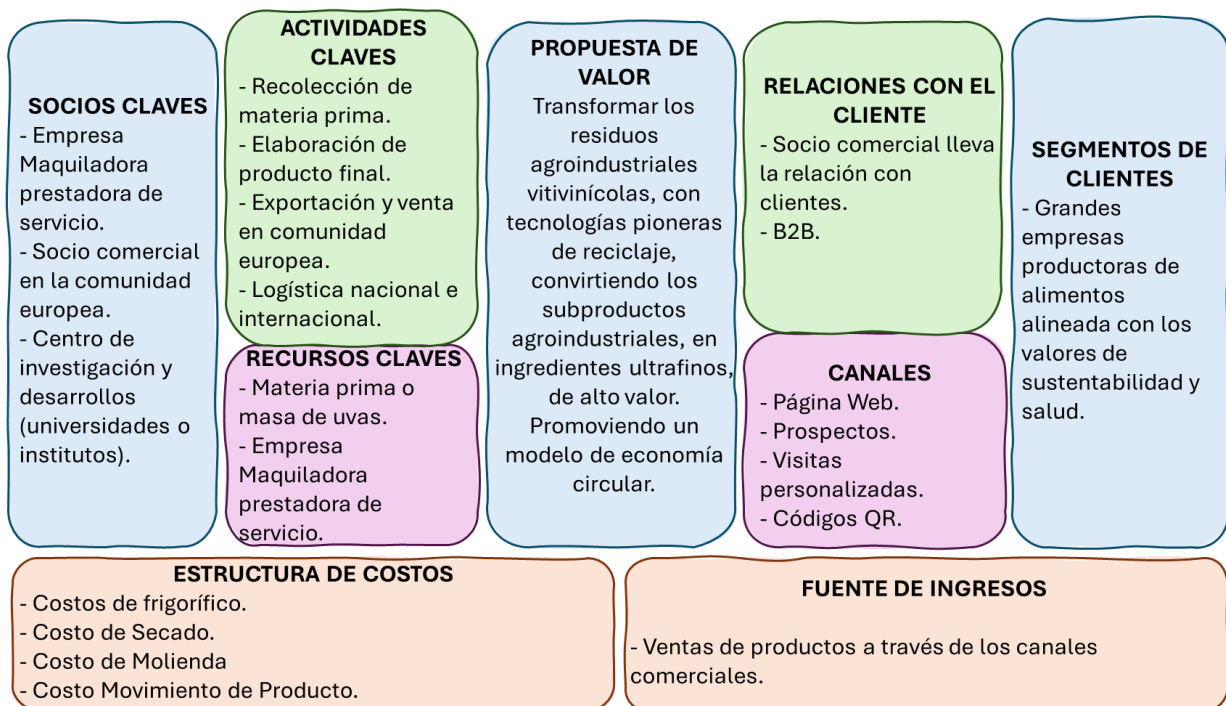 SOCIOS CLAVES
- Empresa
Maquiladora
prestadora de
servicio.
- Socio comercial
en la comunidad
europea.
- Centro de
investigación y
desarrollos
(universidades o
institutos).
ACTIVIDADES
CLAVES
- Recolección de
materia prima.
- Elaboración de
producto final.
- Exportación y venta
en comunidad
europea.
- Logística nacional e
internacional.
RECURSOS CLAVES
- Materia prima o
masa de uvas.
- Empresa
Maquiladora
prestadora de
servicio.
PROPUESTA DE
VALOR
Transformar los
residuos
agroindustriales
vitivinícolas, con
tecnologías pioneras
de reciclaje,
convirtiendo los
subproductos
agroindustriales, en
ingredientes ultrafinos,
de alto valor.
Promoviendo un
modelo de economía
circular.
RELACIONES CON EL
CLIENTE
- Socio comercial lleva
la relación con
clientes.
- B2B.
CANALES
- Página Web.
- Prospectos.
- Visitas
personalizadas.
- Códigos QR.
SEGMENTOS DE
CLIENTES
- Grandes
empresas
productoras de
alimentos
alineada con los
valores de
sustentabilidad y
salud.
ESTRUCTURA DE COSTOS
- Costos de frigorífico.
- Costo de Secado.
- Costo de Molienda
- Costo Movimiento de Producto.
FUENTE DE INGRESOS
- Ventas de productos a través de los canales
comerciales.